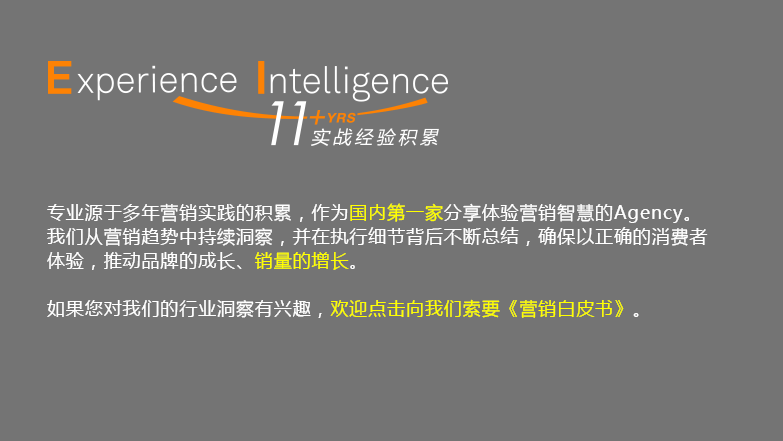 Experience Intelligence
11+YRS
实战经验积累
专业源于多年营销实践的积累，作为国内第一家分享体验营销智慧的Agency。
我们从营销趋势中持续洞察，并在执行细节背后不断总结，确保以正确的消费者
体验，推动品牌的成长、销量的增长。
如果您对我们的行业洞察有兴趣，欢迎点击向我们索要《营销白皮书》。